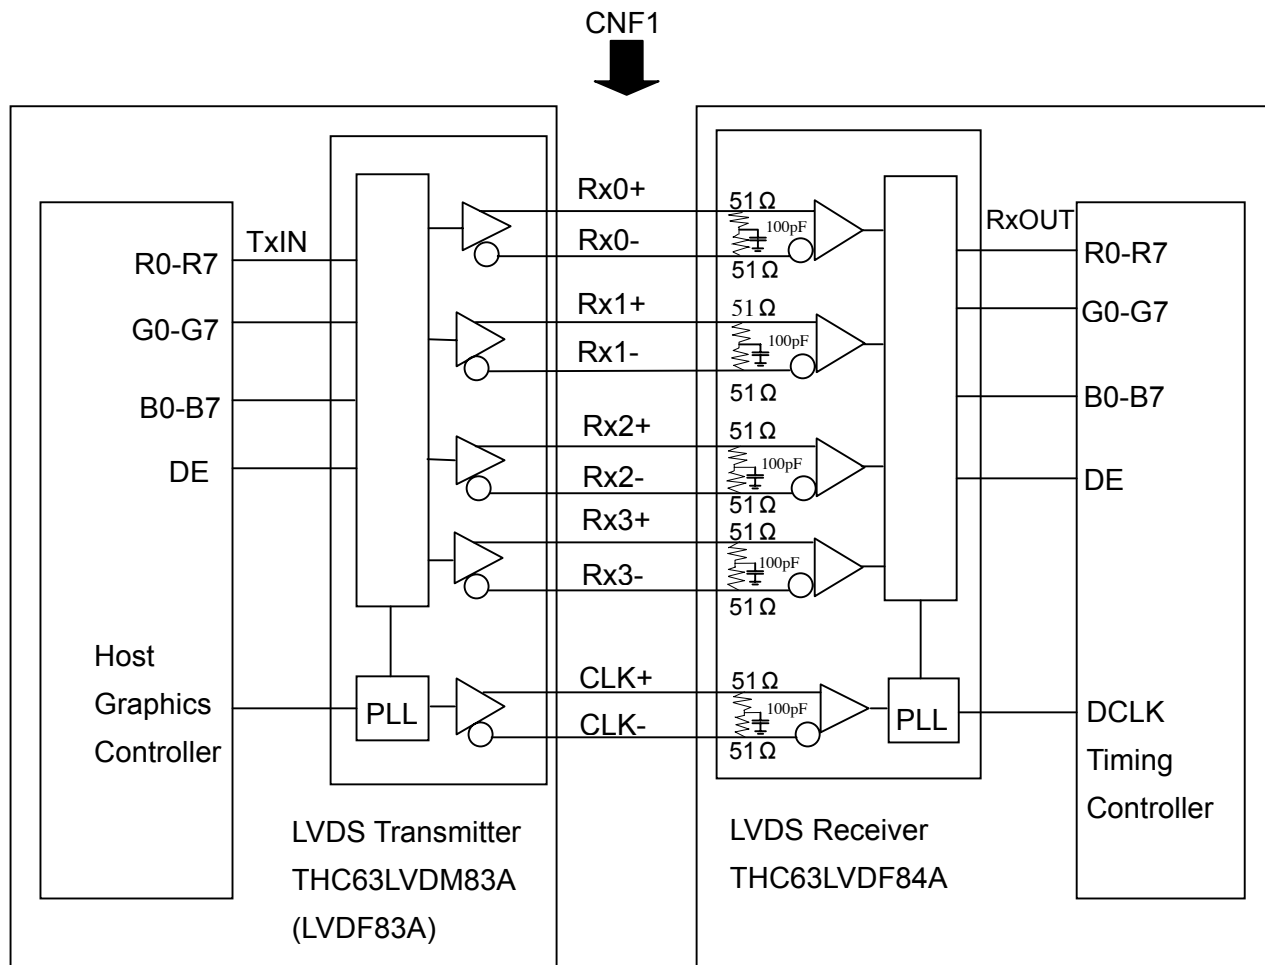 CNF1
TxIN
R0-R7
G0-G7
B0-B7
DE
Host
Graphics
Controller
PLL
LVDS Transmitter
THC63LVDM83A
(LVDF83A)
Rx0+
Rx0-
Rx1+
Rx1-
Rx2+
Rx2-
Rx3+
Rx3-
CLK+
CLK-
51Ω
100pF
51Ω
51Ω
100pF
51Ω
51Ω
100pF
51Ω
51Ω
100pF
51Ω
51Ω
100pF
51Ω
PLL
LVDS Receiver
THC63LVDF84A
RxOUT
R0-R7
G0-G7
B0-B7
DE
DCLK
Timing
Controller